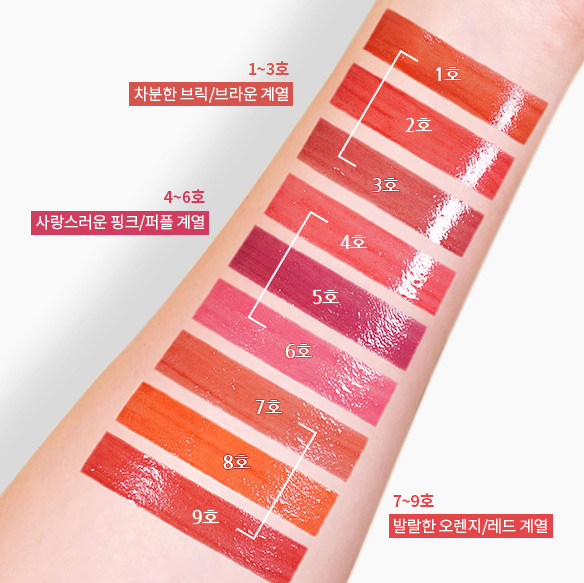 1~3호
차분한 브릭/브라운 계열
4~6호
사랑스러운 핑크/퍼플 계열
1호
2호
3호
4호
5호
6호
7호
8호
9호
7~9호
발랄한 오렌지/레드 계열